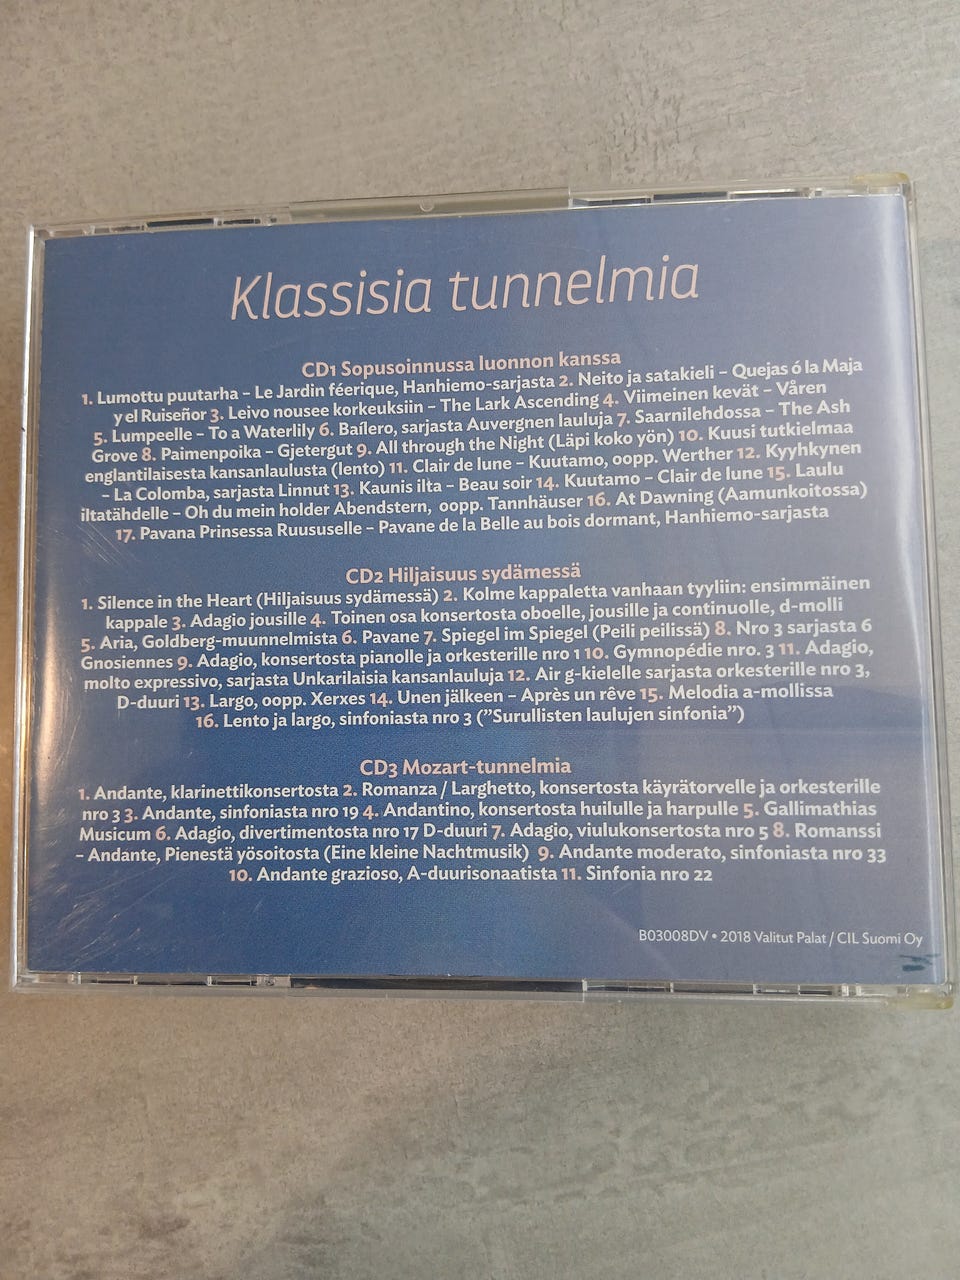 Klassisia tunnelmia
CD1 Sopusoinnussa luonnon kanssa
1. Lumottu puutarha – Le Jardin féerique, Hanhiemo-sarjasta 2. Neito ja satakieli – Quejas ó la Maja
y el Ruiseñor 3. Leivo nousee korkeuksiin – The Lark Ascending 4. Viimeinen kevät – Våren
5. Lumpeelle – To a Waterlily 6. Baïlero, sarjasta Auvergnen lauluja 7. Saarnilehdossa – The Ash
Grove 8. Paimenpoika – Gjetergut 9. All through the Night (Läpi koko yön) 10. Kuusi tutkielmaa
englantilaisesta kansanlaulusta (lento) 11. Clair de lune – Kuutamo, oopp. Werther 12. Kyyhkynen
– La Colomba, sarjasta Linnut 13. Kaunis ilta – Beau soir 14. Kuutamo – Clair de lune 15. Laulu
iltatähdelle – Oh du mein holder Abendstern, oopp. Tannhäuser 16. At Dawning (Aamunkoitossa)
17. Pavana Prinsessa Ruususelle – Pavane de la Belle au bois dormant, Hanhiemo-sarjasta
CD2 Hiljaisuus sydämessä
1. Silence in the Heart (Hiljaisuus sydämessä) 2. Kolme kappaletta vanhaan tyyliin: ensimmäinen
kappale 3. Adagio jousille 4. Toinen osa konsertosta oboelle, jousille ja continuolle, d-molli
5. Aria, Goldberg-muunnelmista 6. Pavane 7. Spiegel im Spiegel (Peili peilissä) 8. Nro 3 sarjasta 6
Gnosiennes 9. Adagio, konsertosta pianolle ja orkesterille nro 1 10. Gymnopédie nro. 3 11. Adagio,
molto expressivo, sarjasta Unkarilaisia kansanlauluja 12. Air g-kielelle sarjasta orkesterille nro 3,
D-duuri 13. Largo, oopp. Xerxes 14. Unen jälkeen – Après un rêve 15. Melodia a-mollissa
16. Lento ja largo, sinfoniasta nro 3 (”Surullisten laulujen sinfonia”)
CD3 Mozart-tunnelmia
1. Andante, klarinettikonsertosta 2. Romanza / Larghetto, konsertosta käyrätorvelle ja orkesterille
nro 3 3. Andante, sinfoniasta nro 19 4. Andantino, konsertosta huilulle ja harpulle 5. Gallimathias
Musicum 6. Adagio, divertimentosta nro 17 D-duuri 7. Adagio, viulukonsertosta nro 5 8. Romanssi
– Andante, Pienestä yösoitosta (Eine kleine Nachtmusik) 9. Andante moderato, sinfoniasta nro 33
10. Andante grazioso, A-duurisonaatista 11. Sinfonia nro 22
B03008DV • 2018 Valitut Palat / CIL Suomi Oy